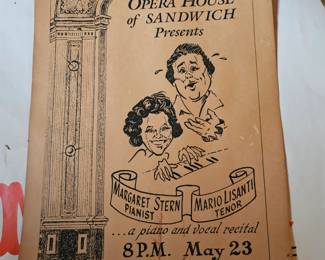 OPERA HOUSE
of SANDWICH
Presents
MARGARET STERN
PIANIST
MARIO LISANTI
TENOR
...a piano and vocal recital
8 P.M. May 23